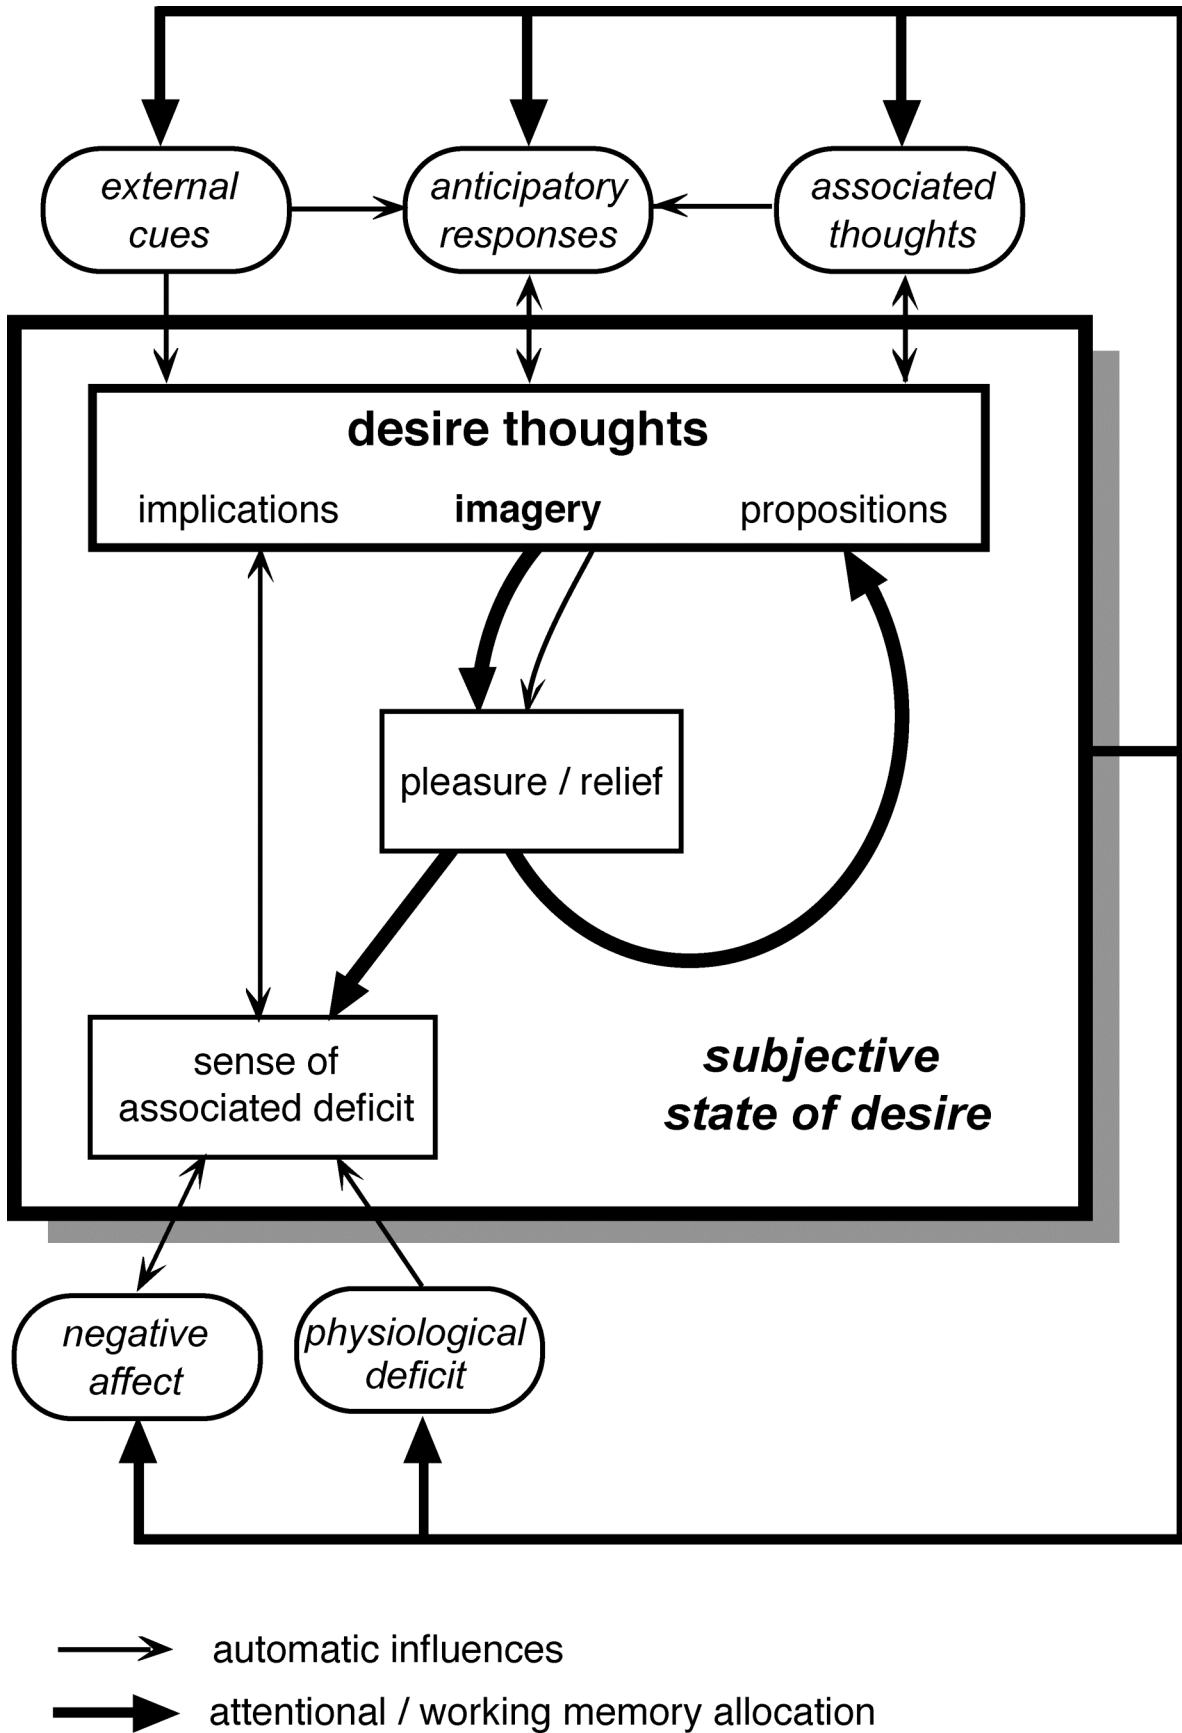 external
cues
anticipatory
responses
associated
thoughts
desire thoughts
implications
imagery
propositions
pleasure / relief
sense of
associated deficit
subjective
state of desire
negative
affect
physiological
deficit
automatic influences
attentional / working memory allocation